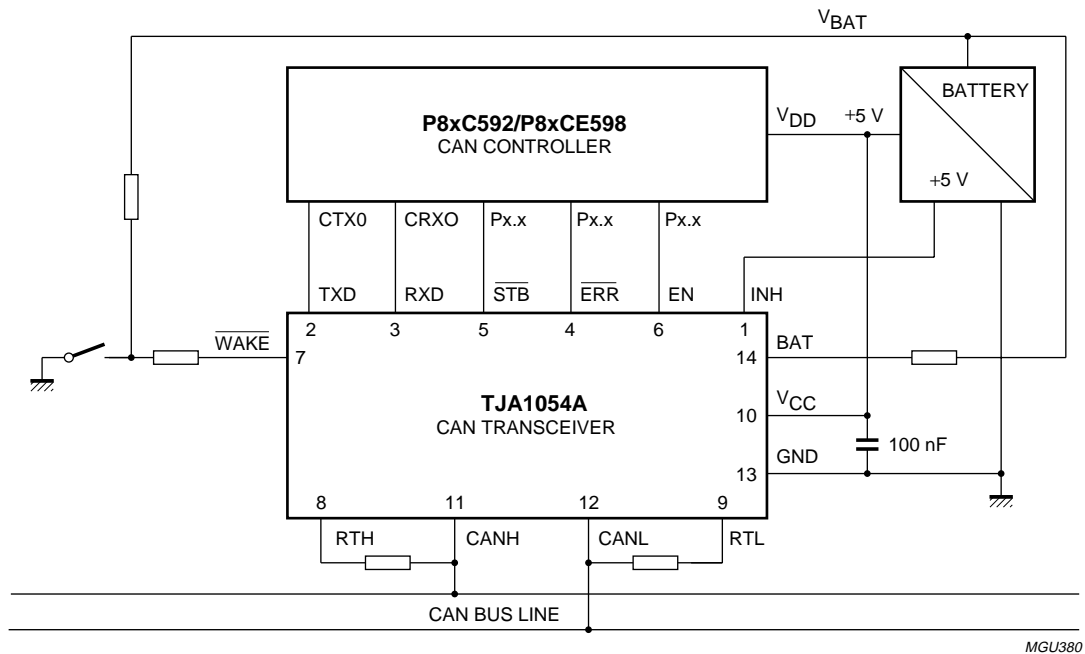 VBAT
BATTERY
+5 V
P8xC592/P8xCE598
CAN CONTROLLER
VDD
+5 V
CTX0
CRXO
Px.x
Px.x
Px.x
TXD
RXD
STB
ERR
EN
INH
2
3
5
4
6
1
WAKE
7
14
BAT
TJA1054A
CAN TRANSCEIVER
10
VCC
100 nF
13
GND
8
11
12
9
RTH
CANH
CANL
RTL
CAN BUS LINE
MGU380